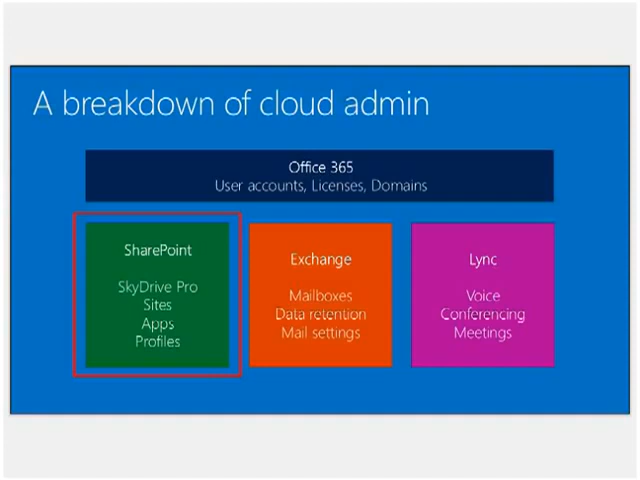 A breakdown of cloud admin
Office 365
User accounts, Licenses, Domains
SharePoint
SkyDrive Pro
Sites
Apps
Profiles
Exchange
Mailboxes
Data retention
Mail settings
Lync
Voice
Conferencing
Meetings